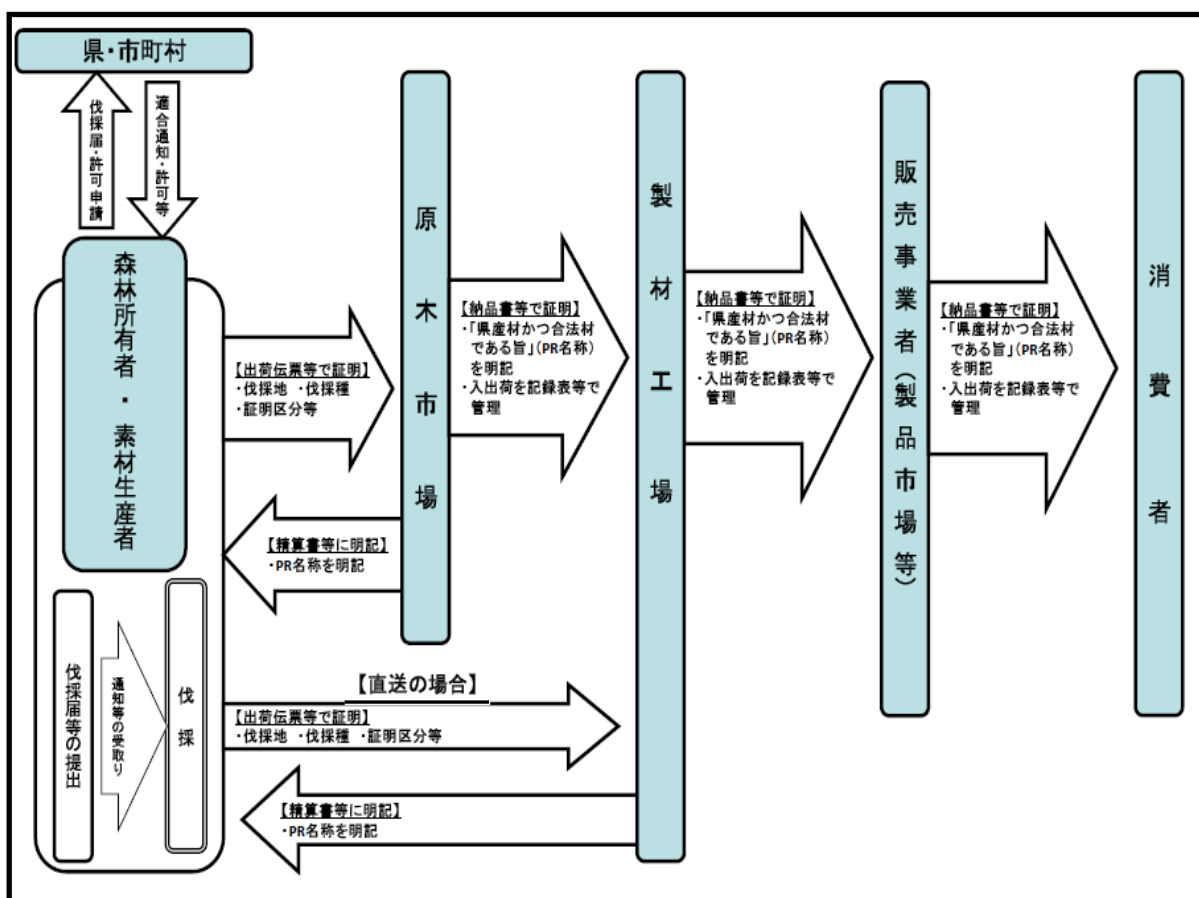 県・市町村
伐採届・許可申請
適合通知・許可等
森林所有者・素材生産者
伐採届等の提出
通知等の受取り
伐採
【出荷伝票等で証明】
・伐採地 ・伐採種
・証明区分等
【精算書等に明記】
・PR名称を明記
【直送の場合】
【出荷伝票等で証明】
・伐採地 ・伐採種 ・証明区分等
【精算書等に明記】
・PR名称を明記
原木市場
【納品書等で証明】
・「県産材かつ合法材
である旨」(PR名称)
を明記
・入出荷を記録表等で
管理
製材工場
【納品書等で証明】
・「県産材かつ合法材
である旨」(PR名称)
を明記
・入出荷を記録表等で
管理
販売事業者(製品市場等)
【納品書等で証明】
・「県産材かつ合法材
である旨」(PR名称)
を明記
・入出荷を記録表等で
管理
消費者